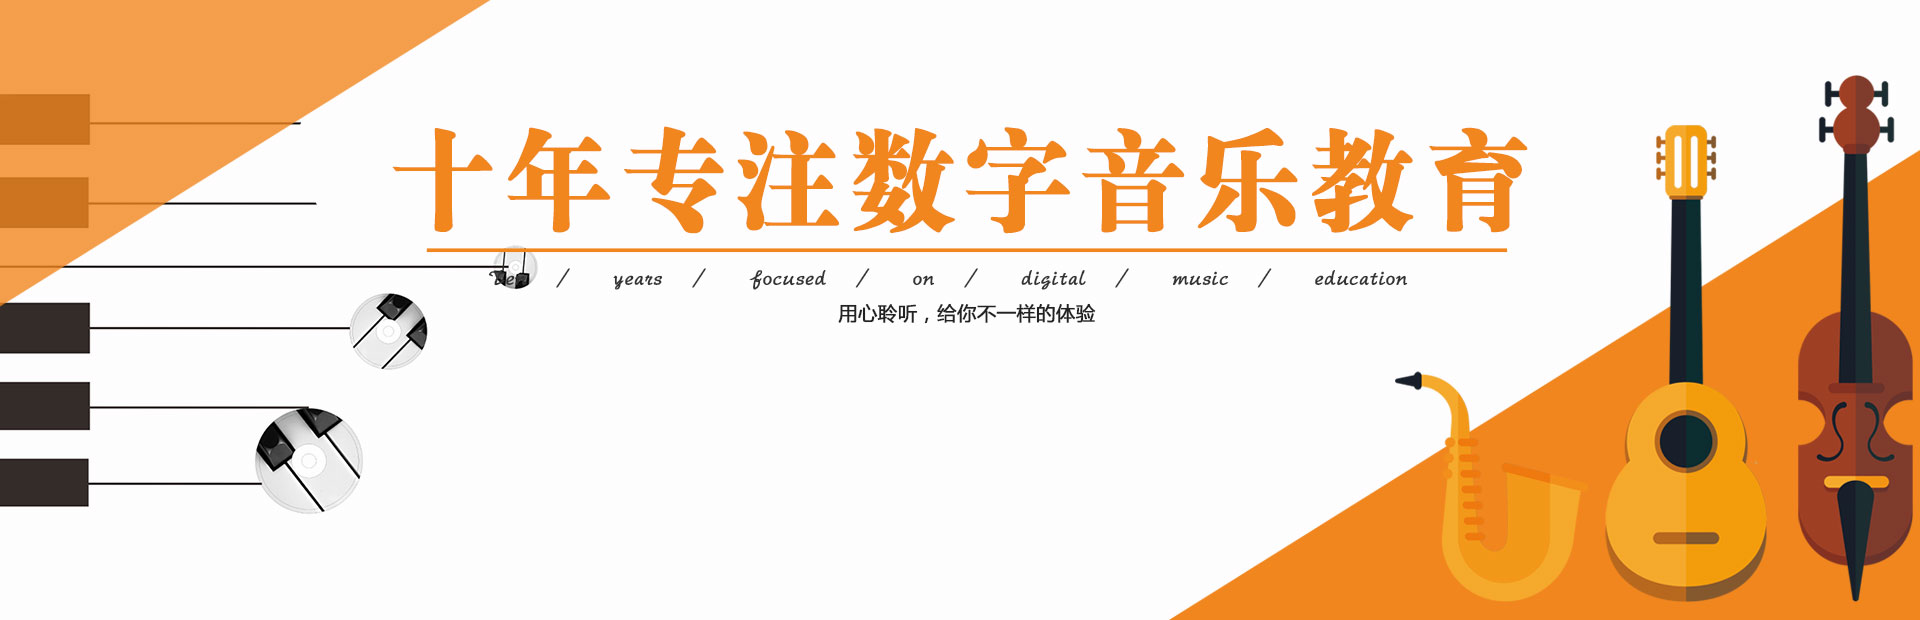 十年专注数字音乐教育
/ years / focused / on / digital / music / education
用心聆听，给你不一样的体验